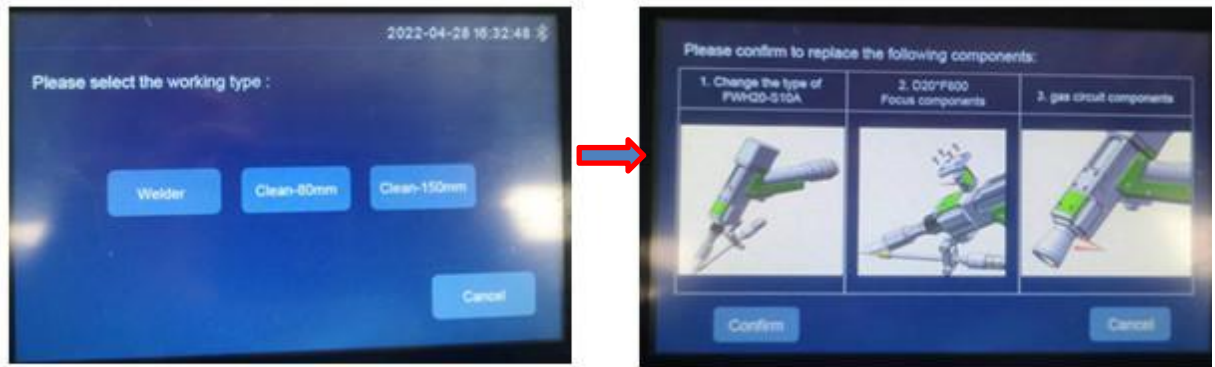 2022-04-28 16:32:48
Please select the working type :
Welder
Clean-80mm
Clean-150mm
Cancel
Please confirm to replace the following components:
1. Change the type of
FWH20-S10A
2. D20*F600
Focus components
3. gas circuit components
Confirm
Cancel